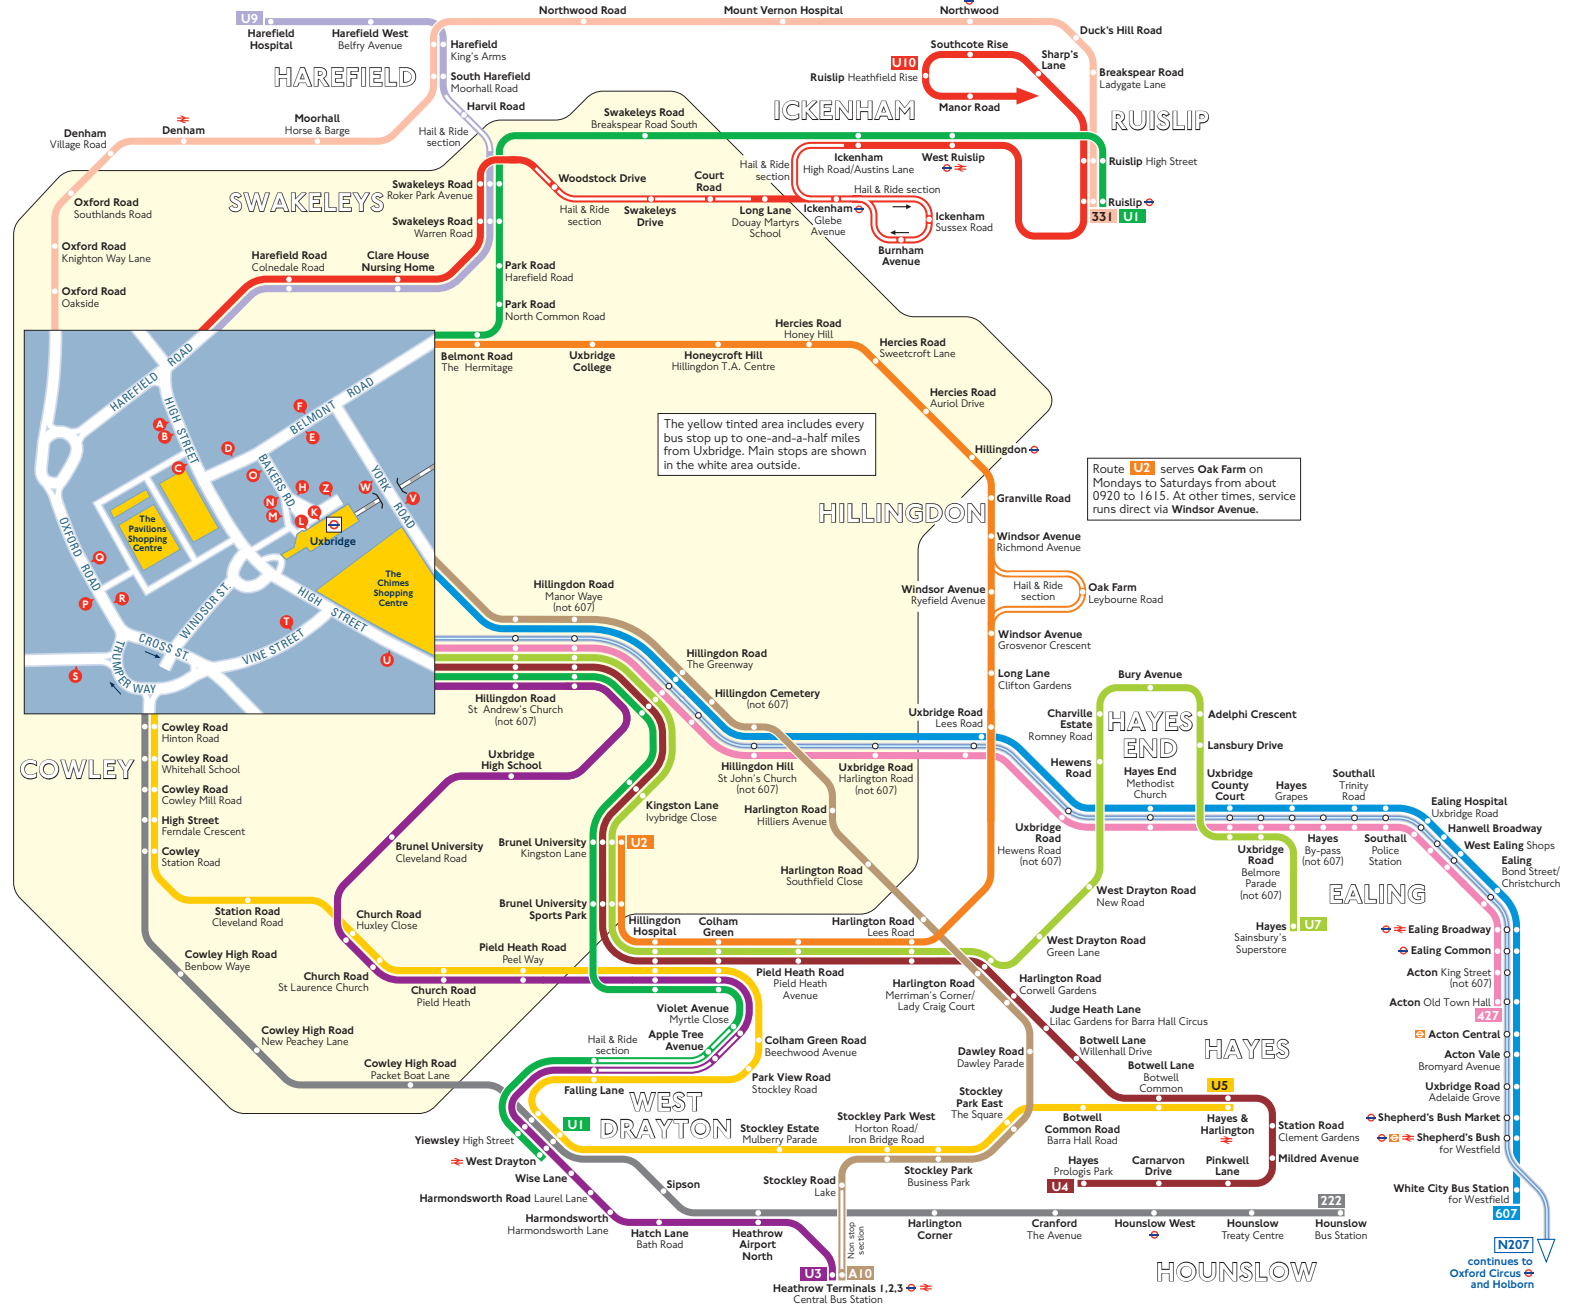 U9
Harefield
Hospital
Harefield West
Belfry Avenue
Northwood Road
Mount Vernon Hospital
Northwood
Duck's Hill Road
Harefield
King's Arms
HAREFIELD
South Harefield
Moorhall Road
Harvil Road
Hail & Ride
section
Southcote Rise
Sharp's
Lane
U10
Ruislip Heathfield Rise
Manor Road
Breakspear Road
Ladygate Lane
ICKENHAM
RUISLIP
Denham
Village Road
Denham
Moorhall
Horse & Barge
Swakeleys Road
Breakspear Road South
Ickenham
High Road/Austins Lane
West Ruislip
Hail & Ride
section
Ruislip High Street
Hail & Ride section
Ruislip
331
U1
Oxford Road
Southlands Road
SWAKELEYS
Swakeleys Road
Roker Park Avenue
Swakeleys Road
Warren Road
Woodstock Drive
Hail & Ride
section
Swakeleys
Drive
Court
Road
Long Lane
Douay Martyrs
School
Ickenham
Glebe
Avenue
Ickenham
Sussex Road
Burnham
Avenue
Oxford Road
Knighton Way Lane
Oxford Road
Oakside
Harefield Road
Colnedale Road
Clare House
Nursing Home
Park Road
Harefield Road
Park Road
North Common Road
Belmont Road
The Hermitage
Uxbridge
College
Honeycroft Hill
Hillingdon T.A. Centre
Hercies Road
Honey Hill
Hercies Road
Sweetcroft Lane
Hercies Road
Auriol Drive
Hillingdon
The yellow tinted area includes every
bus stop up to one-and-a-half miles
from Uxbridge. Main stops are shown
in the white area outside.
Route U2 serves Oak Farm on
Mondays to Saturdays from about
0920 to 1615. At other times, service
runs direct via Windsor Avenue.
HAREFIELD ROAD
HIGH STREET
BELMONT ROAD
BAKERS RD
YORK ROAD
OXFORD ROAD
WINDSOR ST.
CROSS ST.
TRUMPER WAY
VINE STREET
HIGH STREET
A
B
C
D
E
F
O
H
Z
W
V
N
M
L
K
Q
P
R
S
T
U
The
Pavilions
Shopping
Centre
Uxbridge
The
Chimes
Shopping
Centre
HILLINGDON
Granville Road
Windsor Avenue
Richmond Avenue
Windsor Avenue
Ryefield Avenue
Hail & Ride
section
Oak Farm
Leybourne Road
Windsor Avenue
Grosvenor Crescent
Long Lane
Clifton Gardens
Uxbridge Road
Lees Road
Hillingdon Road
Manor Waye
(not 607)
Hillingdon Road
The Greenway
Hillingdon Cemetery
(not 607)
Hillingdon Road
St Andrew's Church
(not 607)
Uxbridge
High School
Hillingdon Hill
St John's Church
(not 607)
Uxbridge Road
Harlington Road
(not 607)
Harlington Road
Hilliers Avenue
Kingston Lane
Ivybridge Close
Brunel University
Cleveland Road
Brunel University
Kingston Lane
U2
Brunel University
Sports Park
Harlington Road
Southfield Close
Harlington Road
Lees Road
COWLEY
Cowley Road
Hinton Road
Cowley Road
Whitehall School
Cowley Road
Cowley Mill Road
High Street
Ferndale Crescent
Cowley
Station Road
Station Road
Cleveland Road
Church Road
Huxley Close
Church Road
St Laurence Church
Church Road
Pield Heath
Pield Heath Road
Peel Way
Hillingdon
Hospital
Colham
Green
Pield Heath Road
Pield Heath
Avenue
Harlington Road
Merriman's Corner/
Lady Craig Court
Cowley High Road
Benbow Waye
Cowley High Road
New Peachey Lane
Cowley High Road
Packet Boat Lane
Bury Avenue
Charville
Estate
Romney Road
HAYES
END
Adelphi Crescent
Lansbury Drive
Hewens
Road
Hayes End
Methodist
Church
Uxbridge
County
Court
Hayes
Grapes
Southall
Trinity
Road
Ealing Hospital
Uxbridge Road
Hanwell Broadway
West Ealing Shops
Ealing
Bond Street/
Christchurch
Uxbridge
Road
Hewens Road
(not 607)
Uxbridge
Road
Belmore
Parade
(not 607)
Hayes
By-pass
(not 607)
Southall
Police
Station
EALING
West Drayton Road
New Road
West Drayton Road
Green Lane
Hayes
Sainsbury's
Superstore
U7
Ealing Broadway
Ealing Common
Acton King Street
(not 607)
Acton Old Town Hall
427
Acton Central
Acton Vale
Bromyard Avenue
Uxbridge Road
Adelaide Grove
Shepherd's Bush Market
Shepherd's Bush
for Westfield
White City Bus Station
for Westfield
607
N207
continues to
Oxford Circus
and Holborn
Harlington Road
Corwell Gardens
Judge Heath Lane
Lilac Gardens for Barra Hall Circus
Botwell Lane
Willenhall Drive
Botwell Lane
Botwell
Common
HAYES
U5
Violet Avenue
Myrtle Close
Apple Tree
Avenue
Hail & Ride
section
Colham Green Road
Beechwood Avenue
Park View Road
Stockley Road
Falling Lane
WEST
DRAYTON
U1
Dawley Road
Dawley Parade
Stockley
Park East
The Square
Stockley Estate
Mulberry Parade
Stockley Park West
Horton Road/
Iron Bridge Road
Stockley Park
Business Park
Botwell
Common Road
Barra Hall Road
Hayes &
Harlington
Station Road
Clement Gardens
Mildred Avenue
Hayes
Prologis Park
Carnarvon
Drive
Pinkwell
Lane
U4
222
Yiewsley High Street
West Drayton
Wise Lane
Harmondsworth Road Laurel Lane
Harmondsworth
Harmondsworth Lane
Sipson
Hatch Lane
Bath Road
Heathrow
Airport
North
Stockley Road
Lake
Non stop
section
Harlington
Corner
Cranford
The Avenue
Hounslow West
Hounslow
Treaty Centre
Hounslow
Bus Station
U3
A10
Heathrow Terminals 1,2,3
Central Bus Station
HOUNSLOW